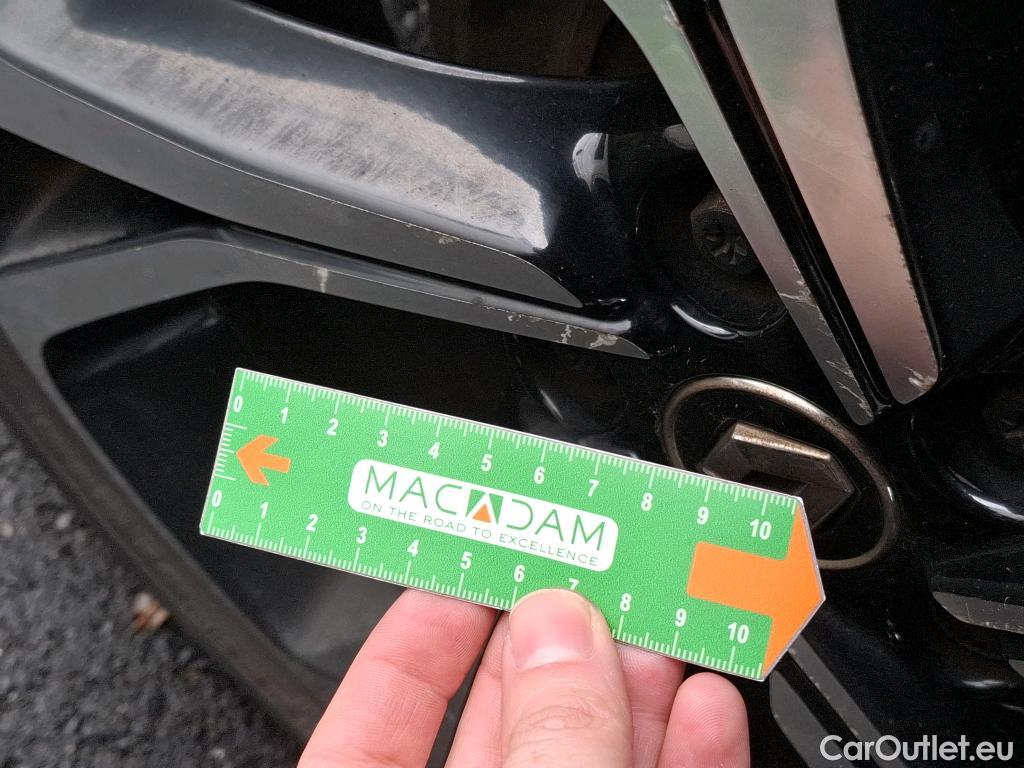 0 1 2 3 4 5 6 7 8 9 10
MACADAM
ON THE ROAD TO EXCELLENCE
0 1 2 3 4 5 6 7 8 9 10
CarOutlet.eu